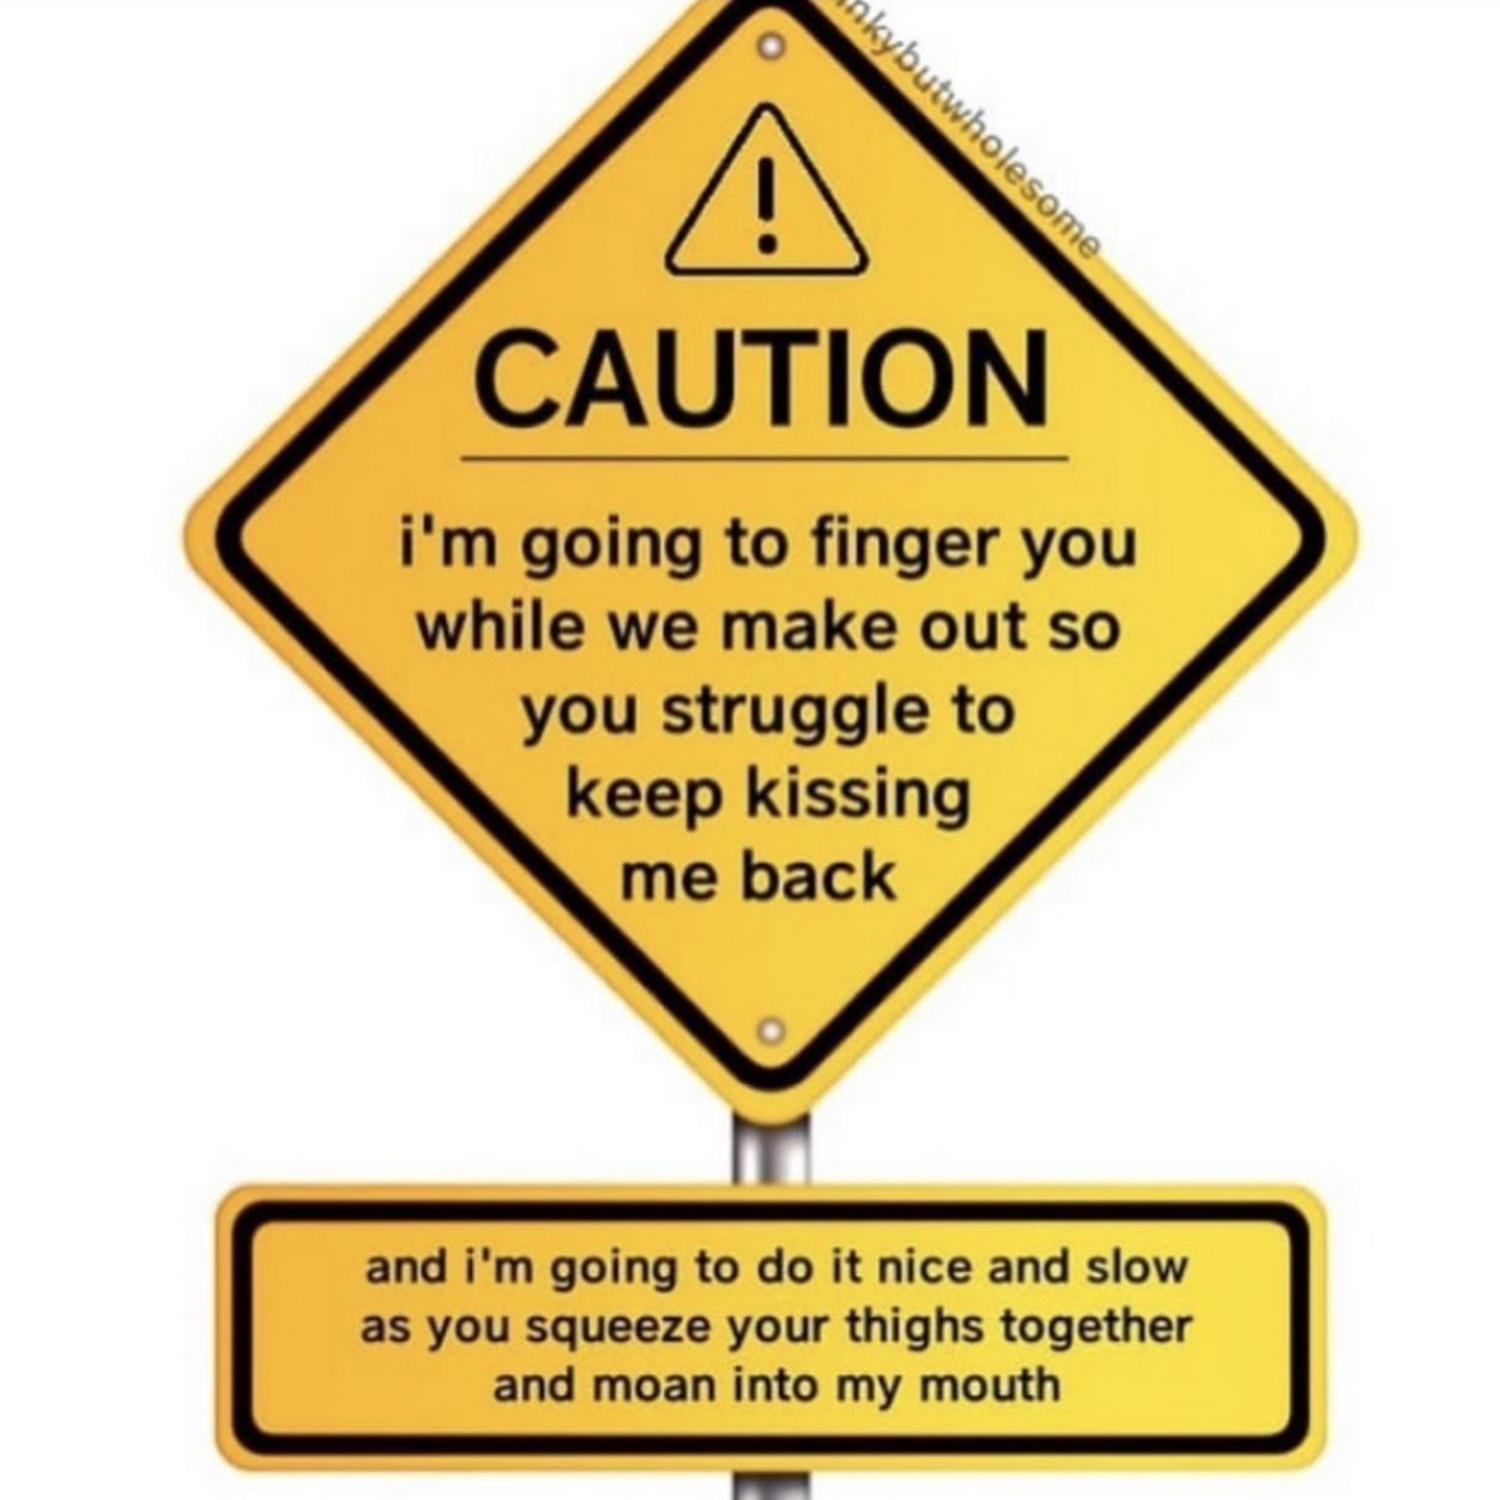 CAUTION
i'm going to finger you
while we make out so
you struggle to
keep kissing
me back
and i'm going to do it nice and slow
as you squeeze your thighs together
and moan into my mouth